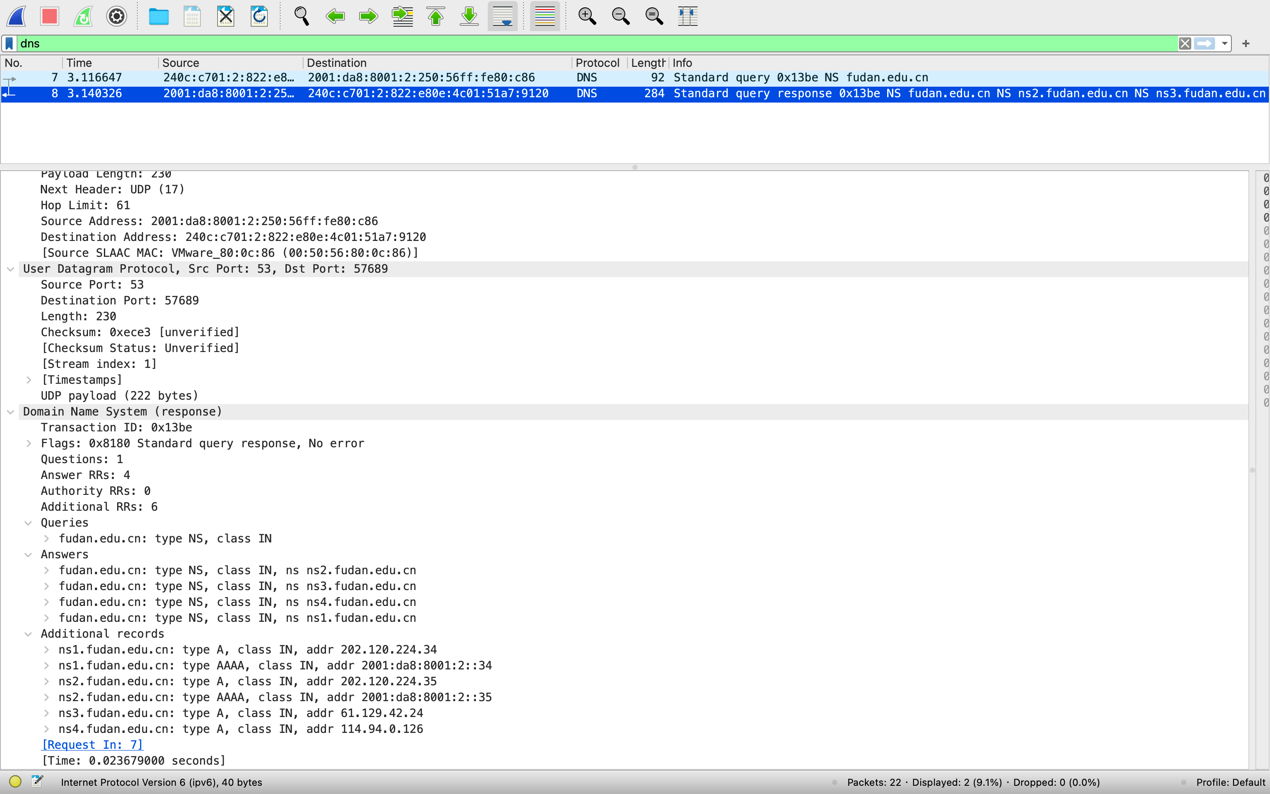 dns
No. Time Source Destination Protocol Length Info
7 3.116647 240c:c701:2:822:e8… 2001:da8:8001:2:250:56ff:fe80:c86 DNS 92 Standard query 0x13be NS fudan.edu.cn
8 3.140326 2001:da8:8001:2:25… 240c:c701:2:822:e80e:4c01:51a7:9120 DNS 284 Standard query response 0x13be NS fudan.edu.cn NS ns2.fudan.edu.cn NS ns3.fudan.edu.cn
Payload Length: 230
Next Header: UDP (17)
Hop Limit: 61
Source Address: 2001:da8:8001:2:250:56ff:fe80:c86
Destination Address: 240c:c701:2:822:e80e:4c01:51a7:9120
[Source SLAAC MAC: VMware_80:0c:86 (00:50:56:80:0c:86)]
User Datagram Protocol, Src Port: 53, Dst Port: 57689
Source Port: 53
Destination Port: 57689
Length: 230
Checksum: 0xece3 [unverified]
[Checksum Status: Unverified]
[Stream index: 1]
[Timestamps]
UDP payload (222 bytes)
Domain Name System (response)
Transaction ID: 0x13be
Flags: 0x8180 Standard query response, No error
Questions: 1
Answer RRs: 4
Authority RRs: 0
Additional RRs: 6
Queries
fudan.edu.cn: type NS, class IN
Answers
fudan.edu.cn: type NS, class IN, ns ns2.fudan.edu.cn
fudan.edu.cn: type NS, class IN, ns ns3.fudan.edu.cn
fudan.edu.cn: type NS, class IN, ns ns4.fudan.edu.cn
fudan.edu.cn: type NS, class IN, ns ns1.fudan.edu.cn
Additional records
ns1.fudan.edu.cn: type A, class IN, addr 202.120.224.34
ns1.fudan.edu.cn: type AAAA, class IN, addr 2001:da8:8001:2::34
ns2.fudan.edu.cn: type A, class IN, addr 202.120.224.35
ns2.fudan.edu.cn: type AAAA, class IN, addr 2001:da8:8001:2::35
ns3.fudan.edu.cn: type A, class IN, addr 61.129.42.24
ns4.fudan.edu.cn: type A, class IN, addr 114.94.0.126
[Request In: 7]
[Time: 0.023679000 seconds]
Internet Protocol Version 6 (ipv6), 40 bytes Packets: 22 · Displayed: 2 (9.1%) · Dropped: 0 (0.0%) Profile: Default